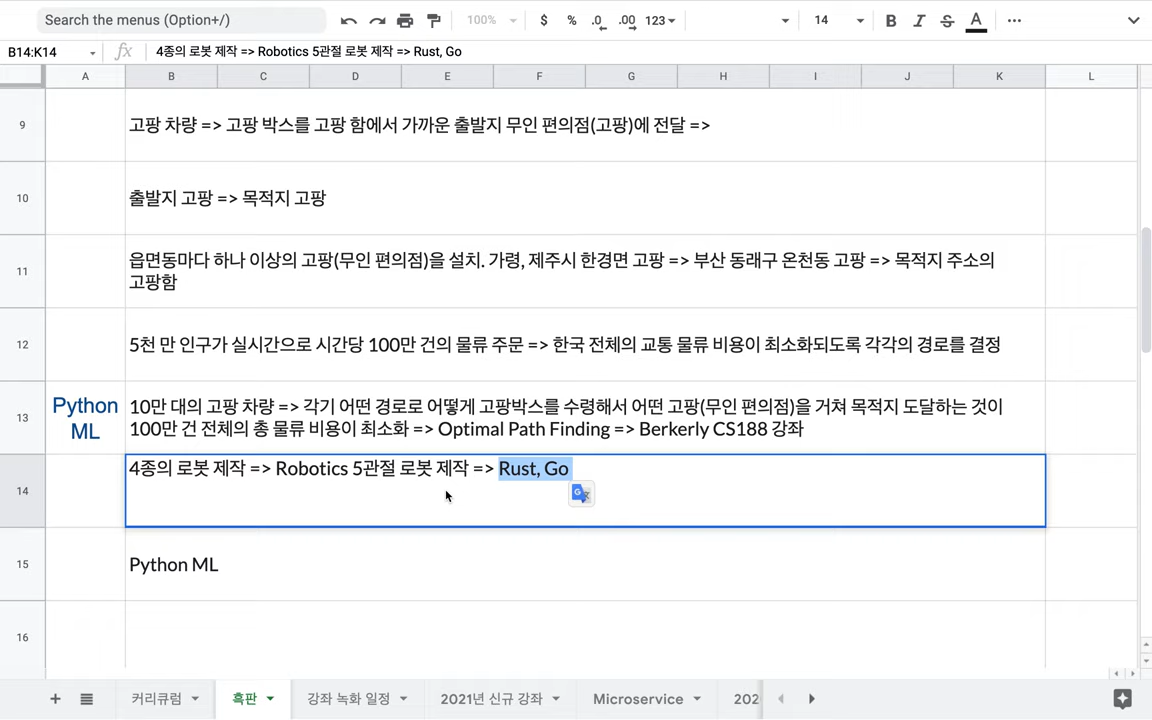 Search the menus (Option+/)
100%
$ % .0 .00 123
14
B I S A
B14:K14
fx
4종의 로봇 제작 => Robotics 5관절 로봇 제작 => Rust, Go
A B C D E F G H I J K L
9
고팡 차량 => 고팡 박스를 고팡 함에서 가까운 출발지 무인 편의점(고팡)에 전달 =>
10
출발지 고팡 => 목적지 고팡
11
읍면동마다 하나 이상의 고팡(무인 편의점)을 설치. 가령, 제주시 한경면 고팡 => 부산 동래구 온천동 고팡 => 목적지 주소의
고팡함
12
5천 만 인구가 실시간으로 시간당 100만 건의 물류 주문 => 한국 전체의 교통 물류 비용이 최소화되도록 각각의 경로를 결정
13
Python
ML
10만 대의 고팡 차량 => 각기 어떤 경로로 어떻게 고팡박스를 수령해서 어떤 고팡(무인 편의점)을 거쳐 목적지 도달하는 것이
100만 건 전체의 총 물류 비용이 최소화 => Optimal Path Finding => Berkerly CS188 강좌
14
4종의 로봇 제작 => Robotics 5관절 로봇 제작 => Rust, Go
15
Python ML
16
커리큐럼
흑판
강좌 녹화 일정
2021년 신규 강좌
Microservice
202